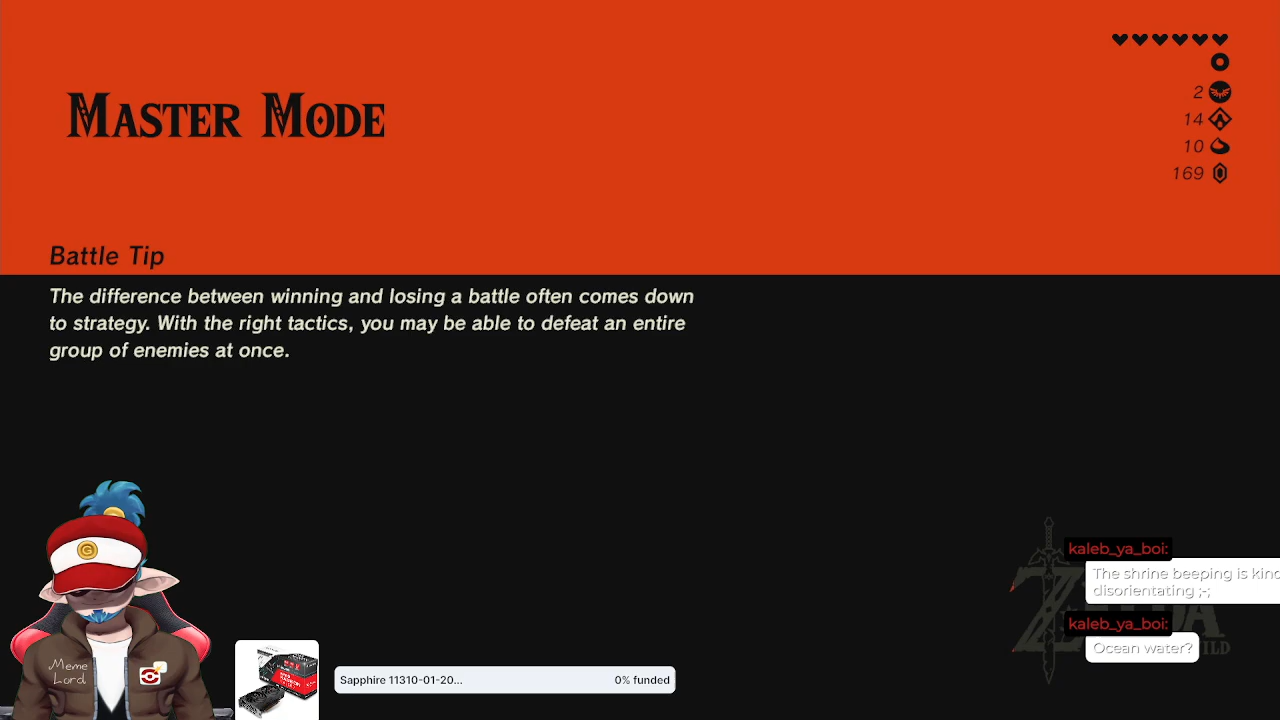 MASTER MODE
2
14
10
169
Battle Tip
The difference between winning and losing a battle often comes down
to strategy. With the right tactics, you may be able to defeat an entire
group of enemies at once.
kaleb_ya_boi:
The shrine beeping is kind
disorientating ;-;
kaleb_ya_boi:
Ocean water?
G
Meme
Lord
Sapphire 11310-01-20... 0% funded